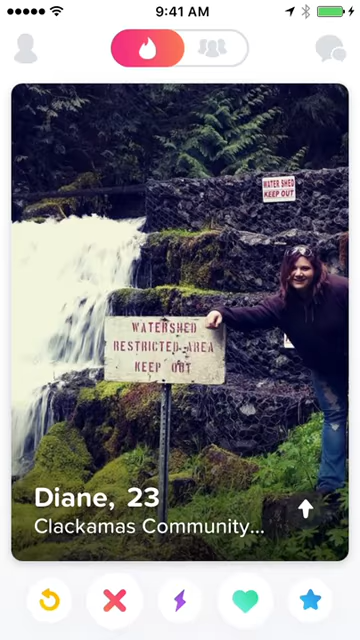 9:41 AM
WATER SHED
KEEP OUT
WATERSHED
RESTRICTED AREA
KEEP OUT
Diane, 23
Clackamas Community...